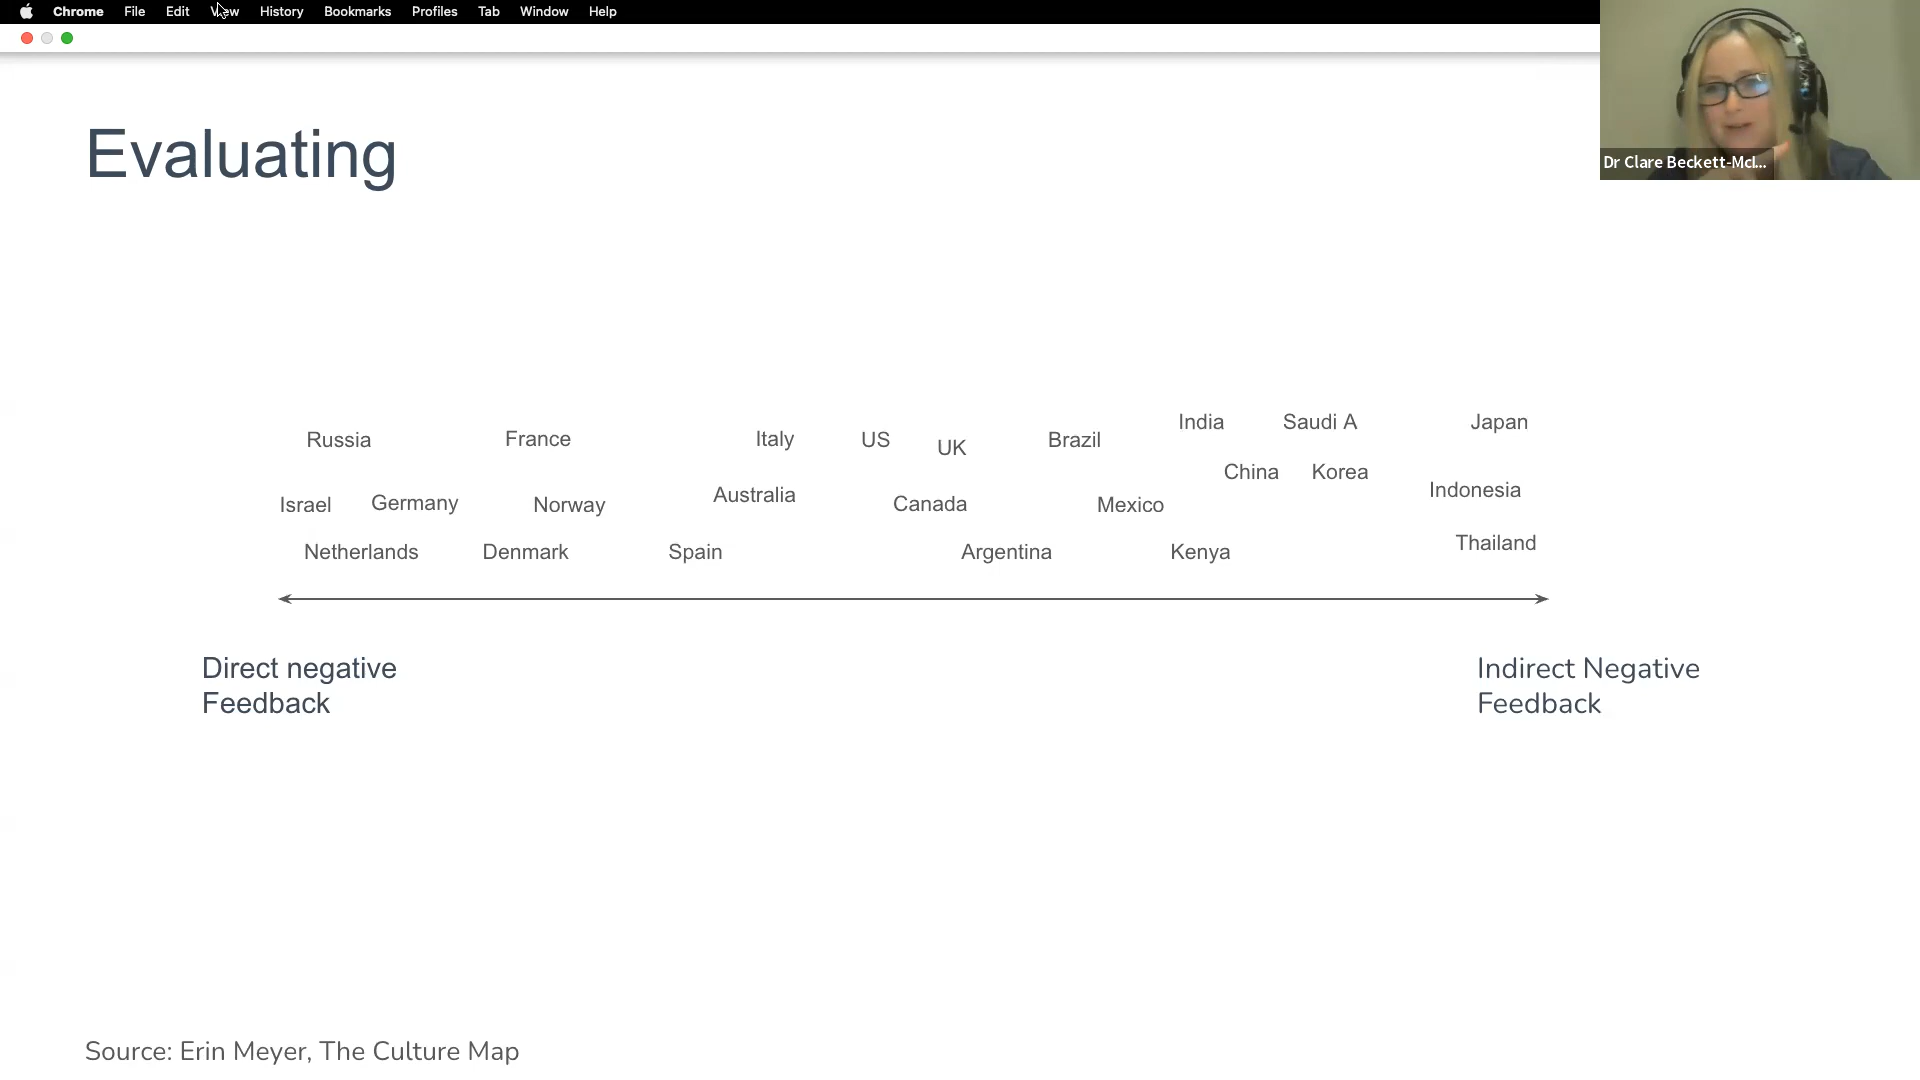 Chrome File Edit View History Bookmarks Profiles Tab Window Help
Dr Clare Beckett-McI...
Evaluating
India Saudi A Japan
Russia France Italy US UK Brazil
China Korea
Israel Germany Norway Australia Canada Mexico Indonesia
Netherlands Denmark Spain Argentina Kenya Thailand
Direct negative
Feedback
Indirect Negative
Feedback
Source: Erin Meyer, The Culture Map